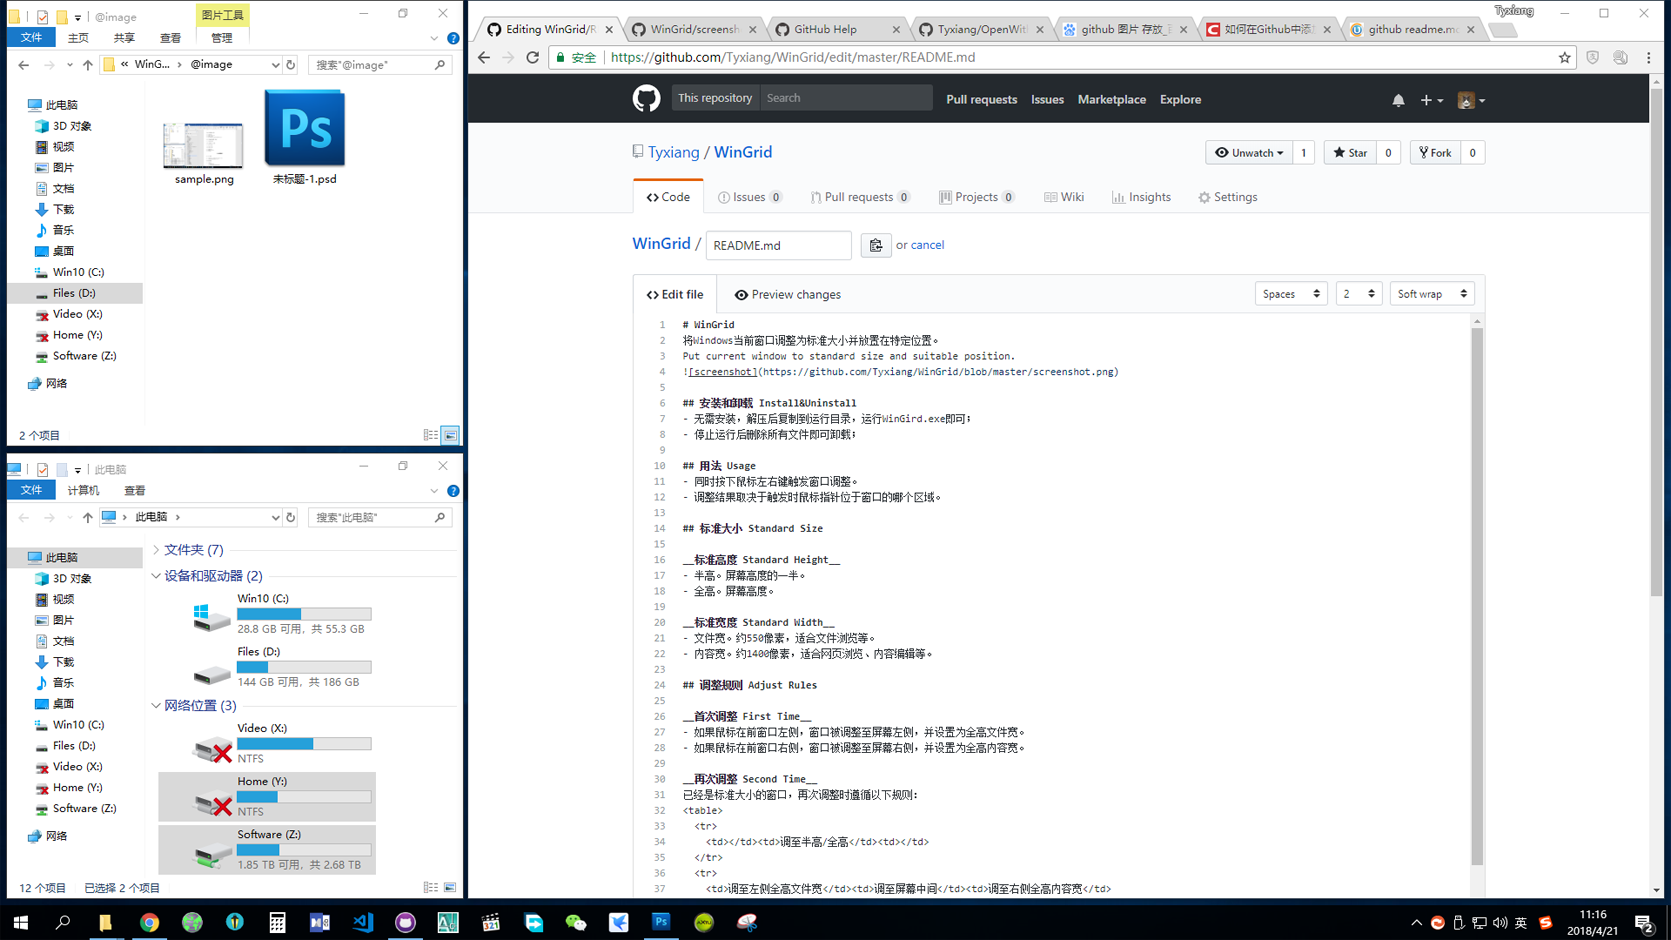 @image
图片工具
文件
主页
共享
查看
管理
« WinG... › @image
搜索"@image"
此电脑
3D 对象
视频
图片
文档
下载
音乐
桌面
Win10 (C:)
Files (D:)
Video (X:)
Home (Y:)
Software (Z:)
网络
sample.png
Ps
未标题-1.psd
2 个项目
此电脑
文件
计算机
查看
› 此电脑 ›
搜索"此电脑"
此电脑
3D 对象
视频
图片
文档
下载
音乐
桌面
Win10 (C:)
Files (D:)
Video (X:)
Home (Y:)
Software (Z:)
网络
文件夹 (7)
设备和驱动器 (2)
Win10 (C:)
28.8 GB 可用，共 55.3 GB
Files (D:)
144 GB 可用，共 186 GB
网络位置 (3)
Video (X:)
NTFS
Home (Y:)
NTFS
Software (Z:)
1.85 TB 可用，共 2.68 TB
12 个项目 已选择 2 个项目
Editing WinGrid/R
WinGrid/screensh
GitHub Help
Tyxiang/OpenWit
github 图片 存放_
如何在Github中添
github readme.m
Tyxiang
安全
https://github.com/Tyxiang/WinGrid/edit/master/README.md
This repository
Search
Pull requests
Issues
Marketplace
Explore
Tyxiang / WinGrid
Unwatch 1
Star 0
Fork 0
Code
Issues 0
Pull requests 0
Projects 0
Wiki
Insights
Settings
WinGrid / README.md or cancel
Edit file
Preview changes
Spaces
2
Soft wrap
1 # WinGrid
2 将Windows当前窗口调整为标准大小并放置在特定位置。
3 Put current window to standard size and suitable position.
4 ![screenshot](https://github.com/Tyxiang/WinGrid/blob/master/screenshot.png)
5
6 ## 安装和卸载 Install&Uninstall
7 - 无需安装，解压后复制到运行目录，运行WinGird.exe即可；
8 - 停止运行后删除所有文件即可卸载；
9
10 ## 用法 Usage
11 - 同时按下鼠标左右键触发窗口调整。
12 - 调整结果取决于触发时鼠标指针位于窗口的哪个区域。
13
14 ## 标准大小 Standard Size
15
16 __标准高度 Standard Height__
17 - 半高。屏幕高度的一半。
18 - 全高。屏幕高度。
19
20 __标准宽度 Standard Width__
21 - 文件宽。约550像素，适合文件浏览等。
22 - 内容宽。约1400像素，适合网页浏览、内容编辑等。
23
24 ## 调整规则 Adjust Rules
25
26 __首次调整 First Time__
27 - 如果鼠标在前窗口左侧，窗口被调整至屏幕左侧，并设置为全高文件宽。
28 - 如果鼠标在前窗口右侧，窗口被调整至屏幕右侧，并设置为全高内容宽。
29
30 __再次调整 Second Time__
31 已经是标准大小的窗口，再次调整时遵循以下规则：
32 <table>
33 <tr>
34 <td></td><td>调至半高/全高</td><td></td>
35 </tr>
36 <tr>
37 <td>调至左侧全高文件宽</td><td>调至屏幕中间</td><td>调至右侧全高内容宽</td>
321
Ps
英
11:16
2018/4/21
2